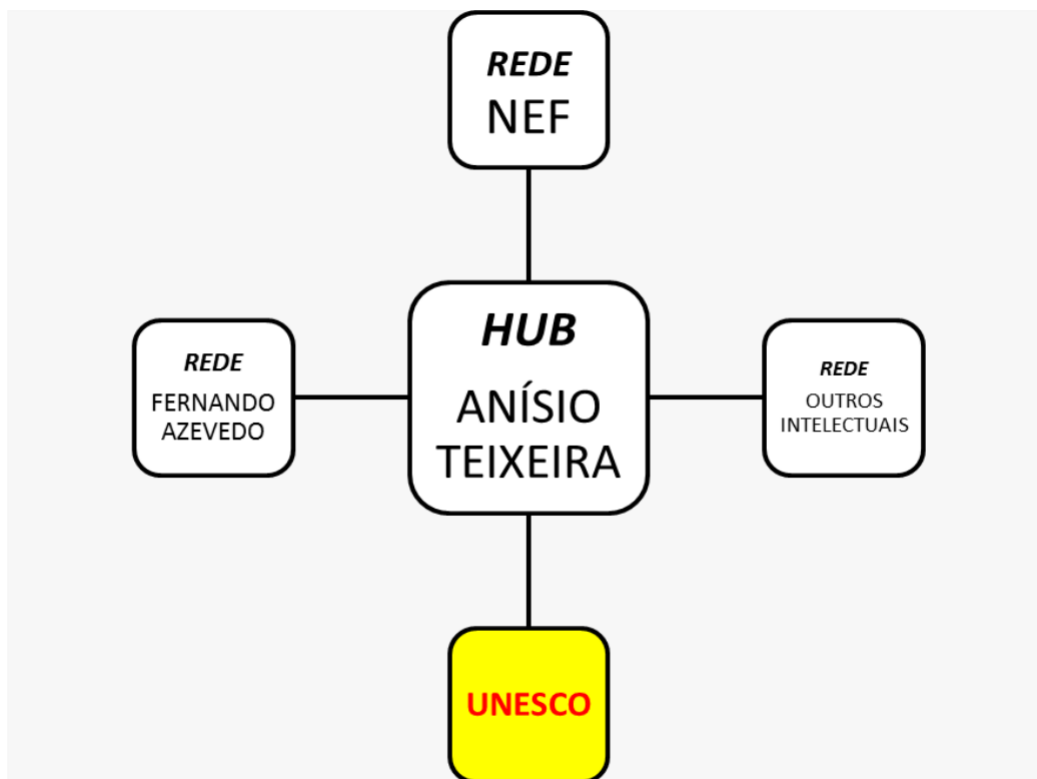 REDE
NEF
REDE
FERNANDO
AZEVEDO
HUB
ANÍSIO
TEIXEIRA
REDE
OUTROS
INTELECTUAIS
UNESCO